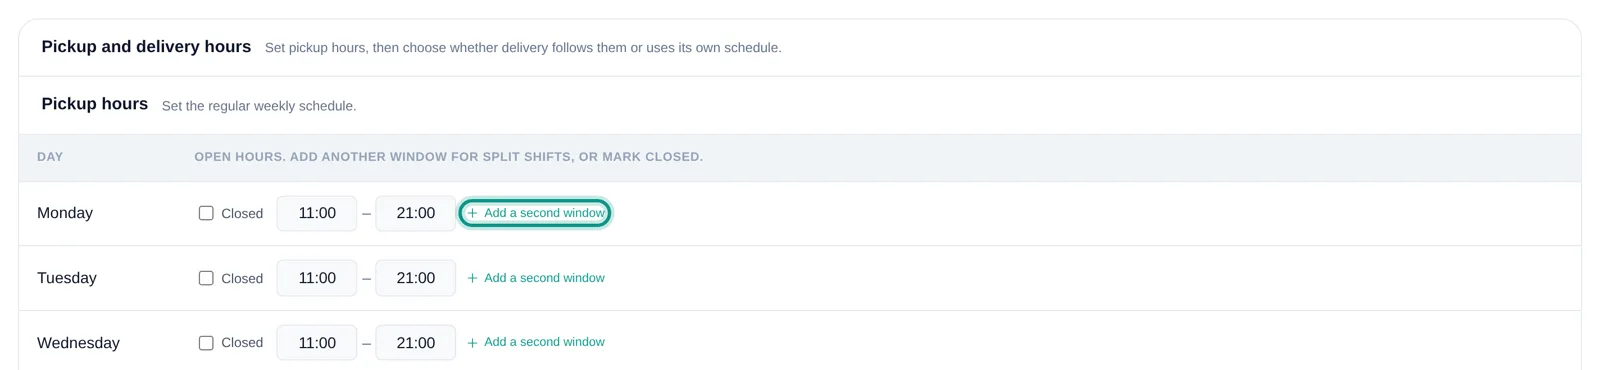 Pickup and delivery hours Set pickup hours, then choose whether delivery follows them or uses its own schedule.
Pickup hours Set the regular weekly schedule.
DAY OPEN HOURS. ADD ANOTHER WINDOW FOR SPLIT SHIFTS, OR MARK CLOSED.
Monday Closed 11:00 – 21:00 + Add a second window
Tuesday Closed 11:00 – 21:00 + Add a second window
Wednesday Closed 11:00 – 21:00 + Add a second window